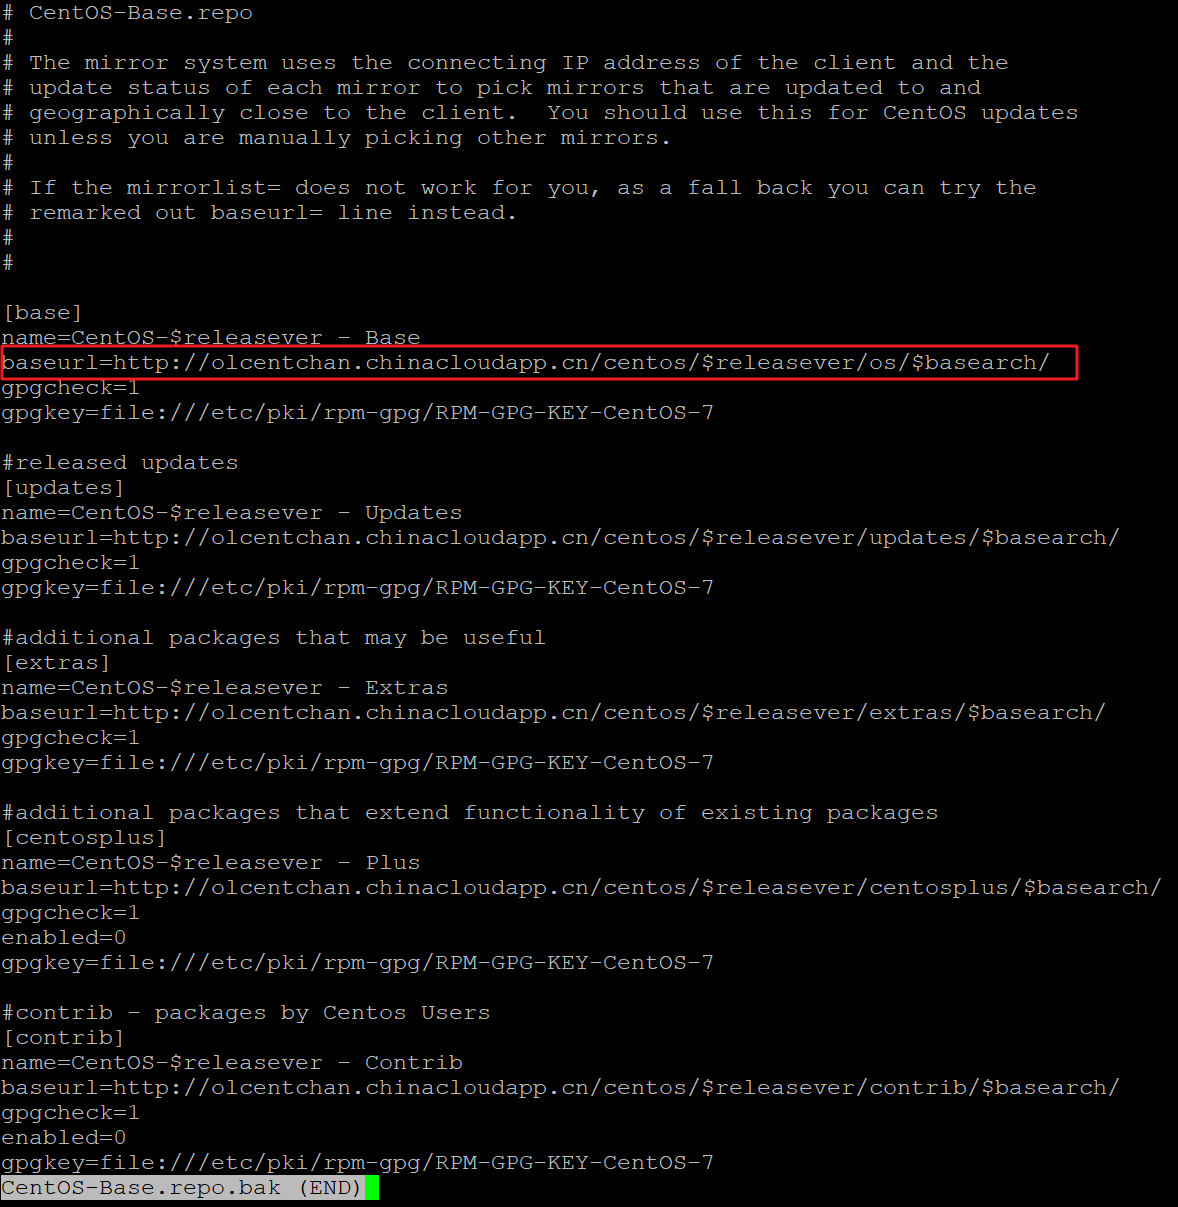 # CentOS-Base.repo
#
# The mirror system uses the connecting IP address of the client and the
# update status of each mirror to pick mirrors that are updated to and
# geographically close to the client.  You should use this for CentOS updates
# unless you are manually picking other mirrors.
#
# If the mirrorlist= does not work for you, as a fall back you can try the
# remarked out baseurl= line instead.
#
#

[base]
name=CentOS-$releasever - Base
baseurl=http://olcentchan.chinacloudapp.cn/centos/$releasever/os/$basearch/
gpgcheck=1
gpgkey=file:///etc/pki/rpm-gpg/RPM-GPG-KEY-CentOS-7

#released updates
[updates]
name=CentOS-$releasever - Updates
baseurl=http://olcentchan.chinacloudapp.cn/centos/$releasever/updates/$basearch/
gpgcheck=1
gpgkey=file:///etc/pki/rpm-gpg/RPM-GPG-KEY-CentOS-7

#additional packages that may be useful
[extras]
name=CentOS-$releasever - Extras
baseurl=http://olcentchan.chinacloudapp.cn/centos/$releasever/extras/$basearch/
gpgcheck=1
gpgkey=file:///etc/pki/rpm-gpg/RPM-GPG-KEY-CentOS-7

#additional packages that extend functionality of existing packages
[centosplus]
name=CentOS-$releasever - Plus
baseurl=http://olcentchan.chinacloudapp.cn/centos/$releasever/centosplus/$basearch/
gpgcheck=1
enabled=0
gpgkey=file:///etc/pki/rpm-gpg/RPM-GPG-KEY-CentOS-7

#contrib - packages by Centos Users
[contrib]
name=CentOS-$releasever - Contrib
baseurl=http://olcentchan.chinacloudapp.cn/centos/$releasever/contrib/$basearch/
gpgcheck=1
enabled=0
gpgkey=file:///etc/pki/rpm-gpg/RPM-GPG-KEY-CentOS-7
CentOS-Base.repo.bak (END)